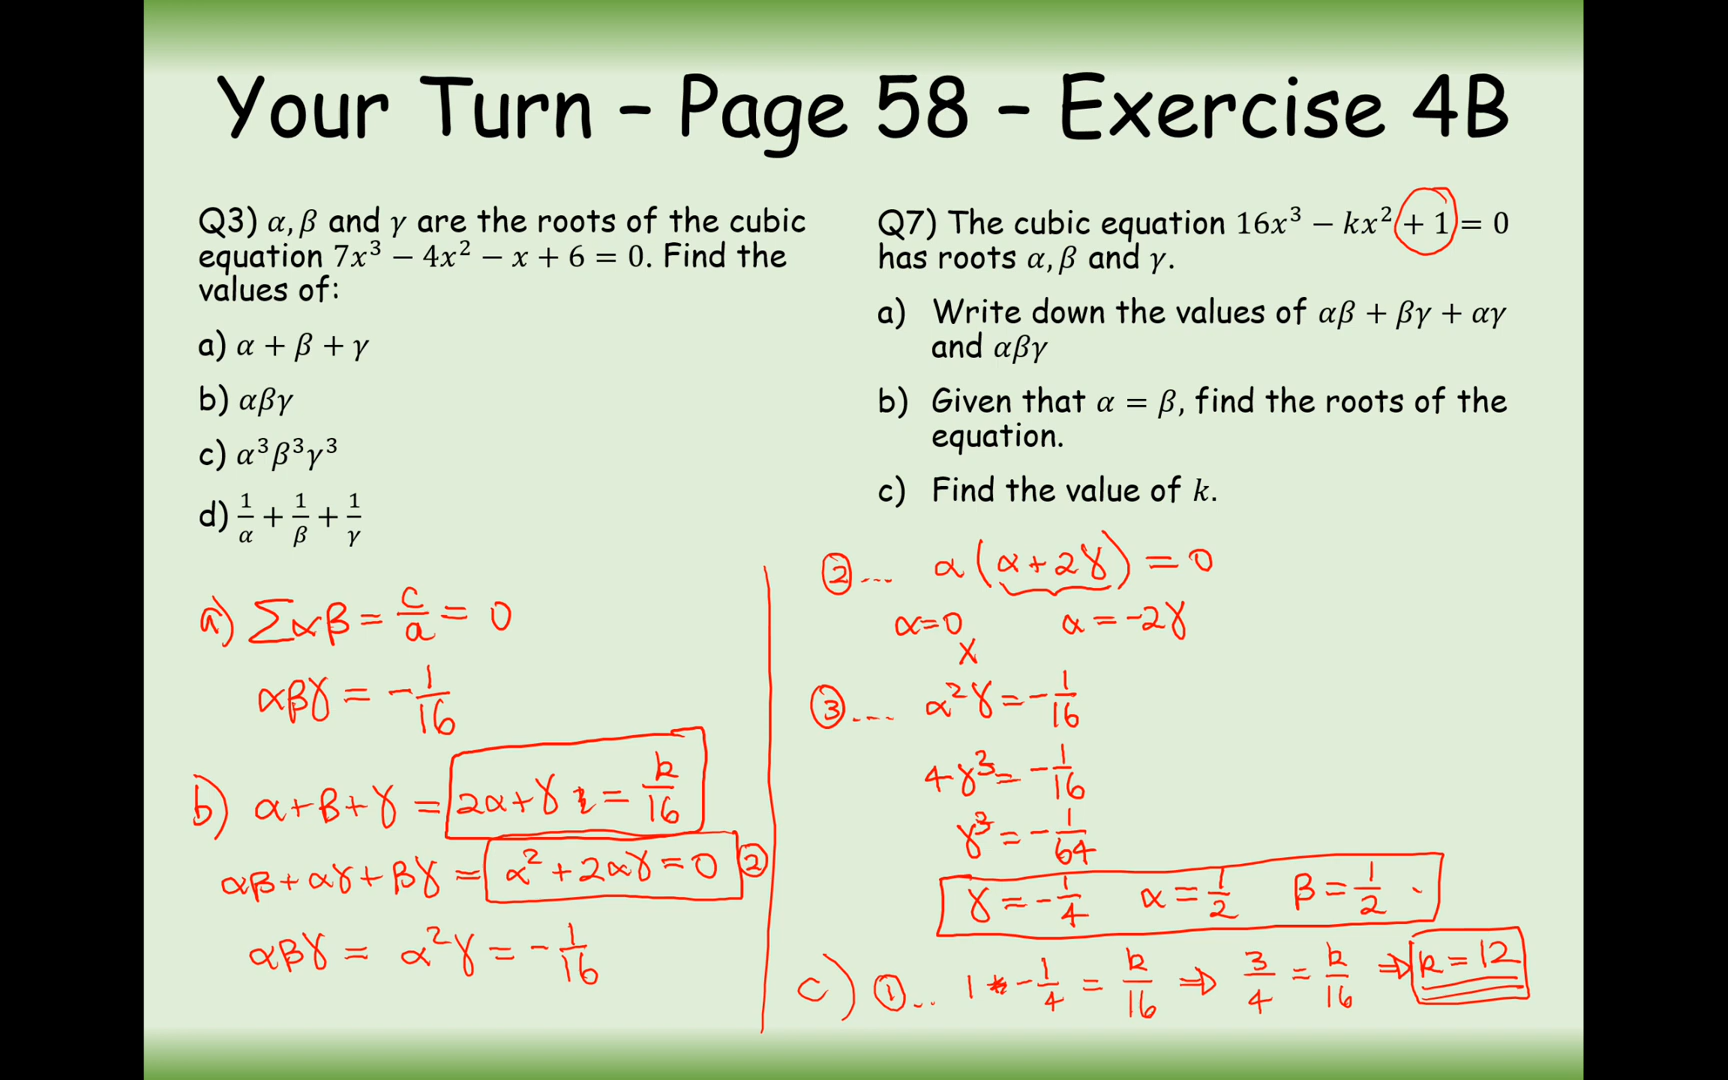 Your Turn – Page 58 – Exercise 4B
Q3) α, β and γ are the roots of the cubic
equation 7x³ − 4x² − x + 6 = 0. Find the
values of:
a) α + β + γ
b) αβγ
c) α³β³γ³
d) 1/α + 1/β + 1/γ
Q7) The cubic equation 16x³ − kx² + 1 = 0
has roots α, β and γ.
a) Write down the values of αβ + βγ + αγ
and αβγ
b) Given that α = β, find the roots of the
equation.
c) Find the value of k.
a) ∑αβ = c/a = 0
αβγ = -1/16
b) α+β+γ = 2α+γ = k/16
αβ+αγ+βγ = α²+2αγ=0 ②
αβγ = α²γ = -1/16
②... α(α+2γ) = 0
α=0 α=-2γ
X
③.... α²γ = -1/16
4γ³ = -1/16
γ³ = -1/64
γ = -1/4 α = 1/2 β = 1/2
c) ①.. 1 - 1/4 = k/16 ⇒ 3/4 = k/16 ⇒ k = 12